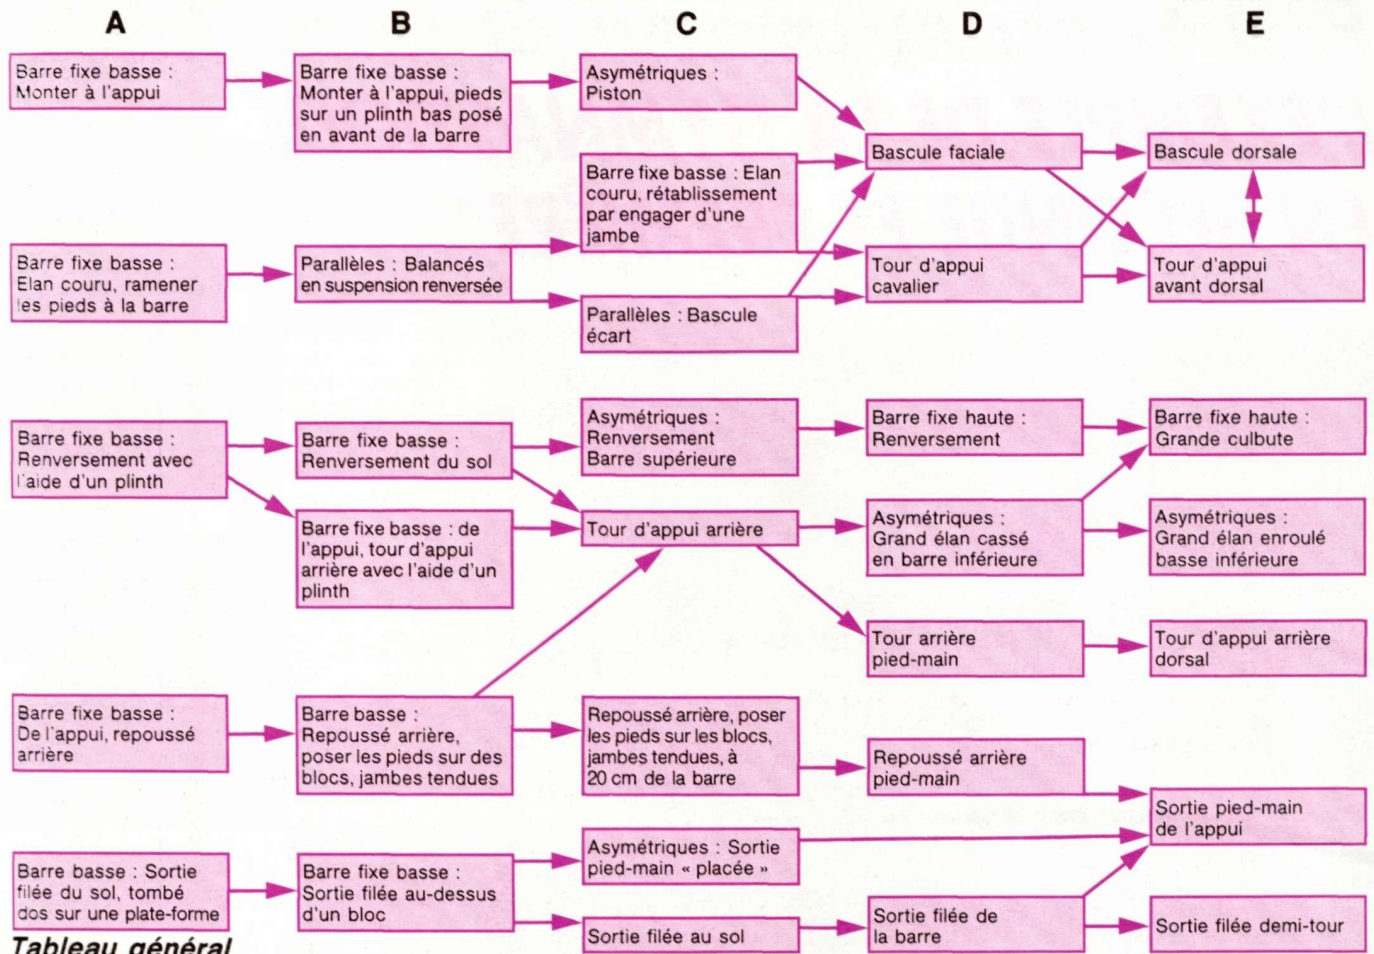 A B C D E
Barre fixe basse :
Monter à l'appui
Barre fixe basse :
Monter à l'appui, pieds
sur un plinth bas posé
en avant de la barre
Asymétriques :
Piston
Barre fixe basse : Elan
couru, rétablissement
par engager d'une
jambe
Bascule faciale
Bascule dorsale
Barre fixe basse :
Elan couru, ramener
les pieds à la barre
Parallèles : Balancés
en suspension renversée
Parallèles : Bascule
écart
Tour d'appui
cavalier
Tour d'appui
avant dorsal
Barre fixe basse :
Renversement avec
l'aide d'un plinth
Barre fixe basse :
Renversement du sol
Asymétriques :
Renversement
Barre supérieure
Barre fixe haute :
Renversement
Barre fixe haute :
Grande culbute
Barre fixe basse : de
l'appui, tour d'appui
arrière avec l'aide d'un
plinth
Tour d'appui arrière
Asymétriques :
Grand élan cassé
en barre inférieure
Asymétriques :
Grand élan enroulé
basse inférieure
Tour arrière
pied-main
Tour d'appui arrière
dorsal
Barre fixe basse :
De l'appui, repoussé
arrière
Barre basse :
Repoussé arrière,
poser les pieds sur des
blocs, jambes tendues
Repoussé arrière, poser
les pieds sur les blocs,
jambes tendues, à
20 cm de la barre
Repoussé arrière
pied-main
Sortie pied-main
de l'appui
Barre basse : Sortie
filée du sol, tombé
dos sur une plate-forme
Barre fixe basse :
Sortie filée au-dessus
d'un bloc
Asymétriques : Sortie
pied-main « placée »
Sortie filée au sol
Sortie filée de
la barre
Sortie filée demi-tour
Tableau général